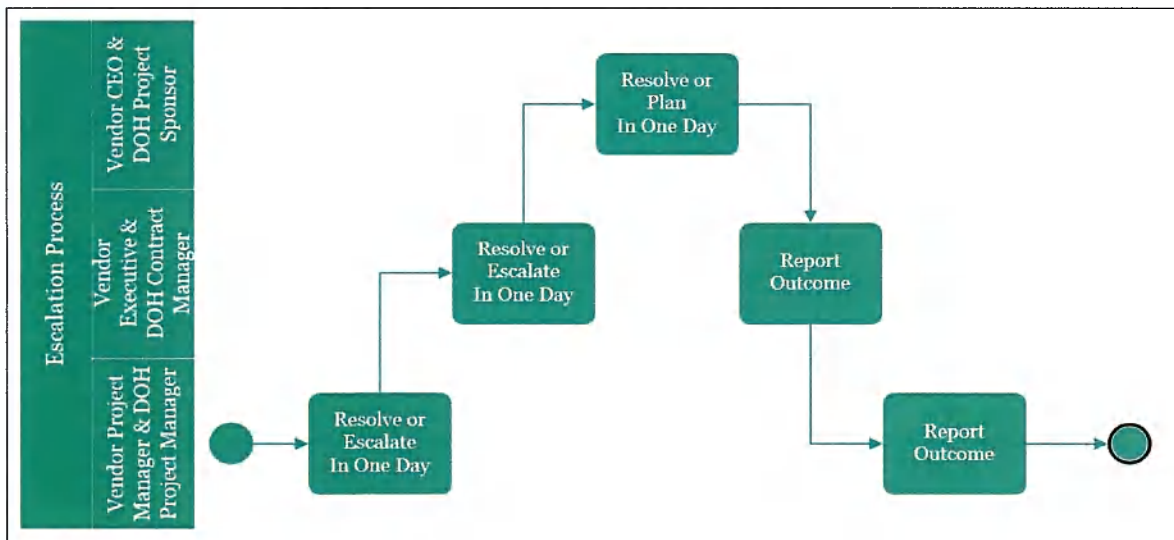 Escalation Process
Vendor CEO &
DOH Project
Sponsor
Vendor
Executive &
DOH Contract
Manager
Vendor Project
Manager & DOH
Project Manager
Resolve or
Plan
In One Day
Resolve or
Escalate
In One Day
Report
Outcome
Resolve or
Escalate
In One Day
Report
Outcome